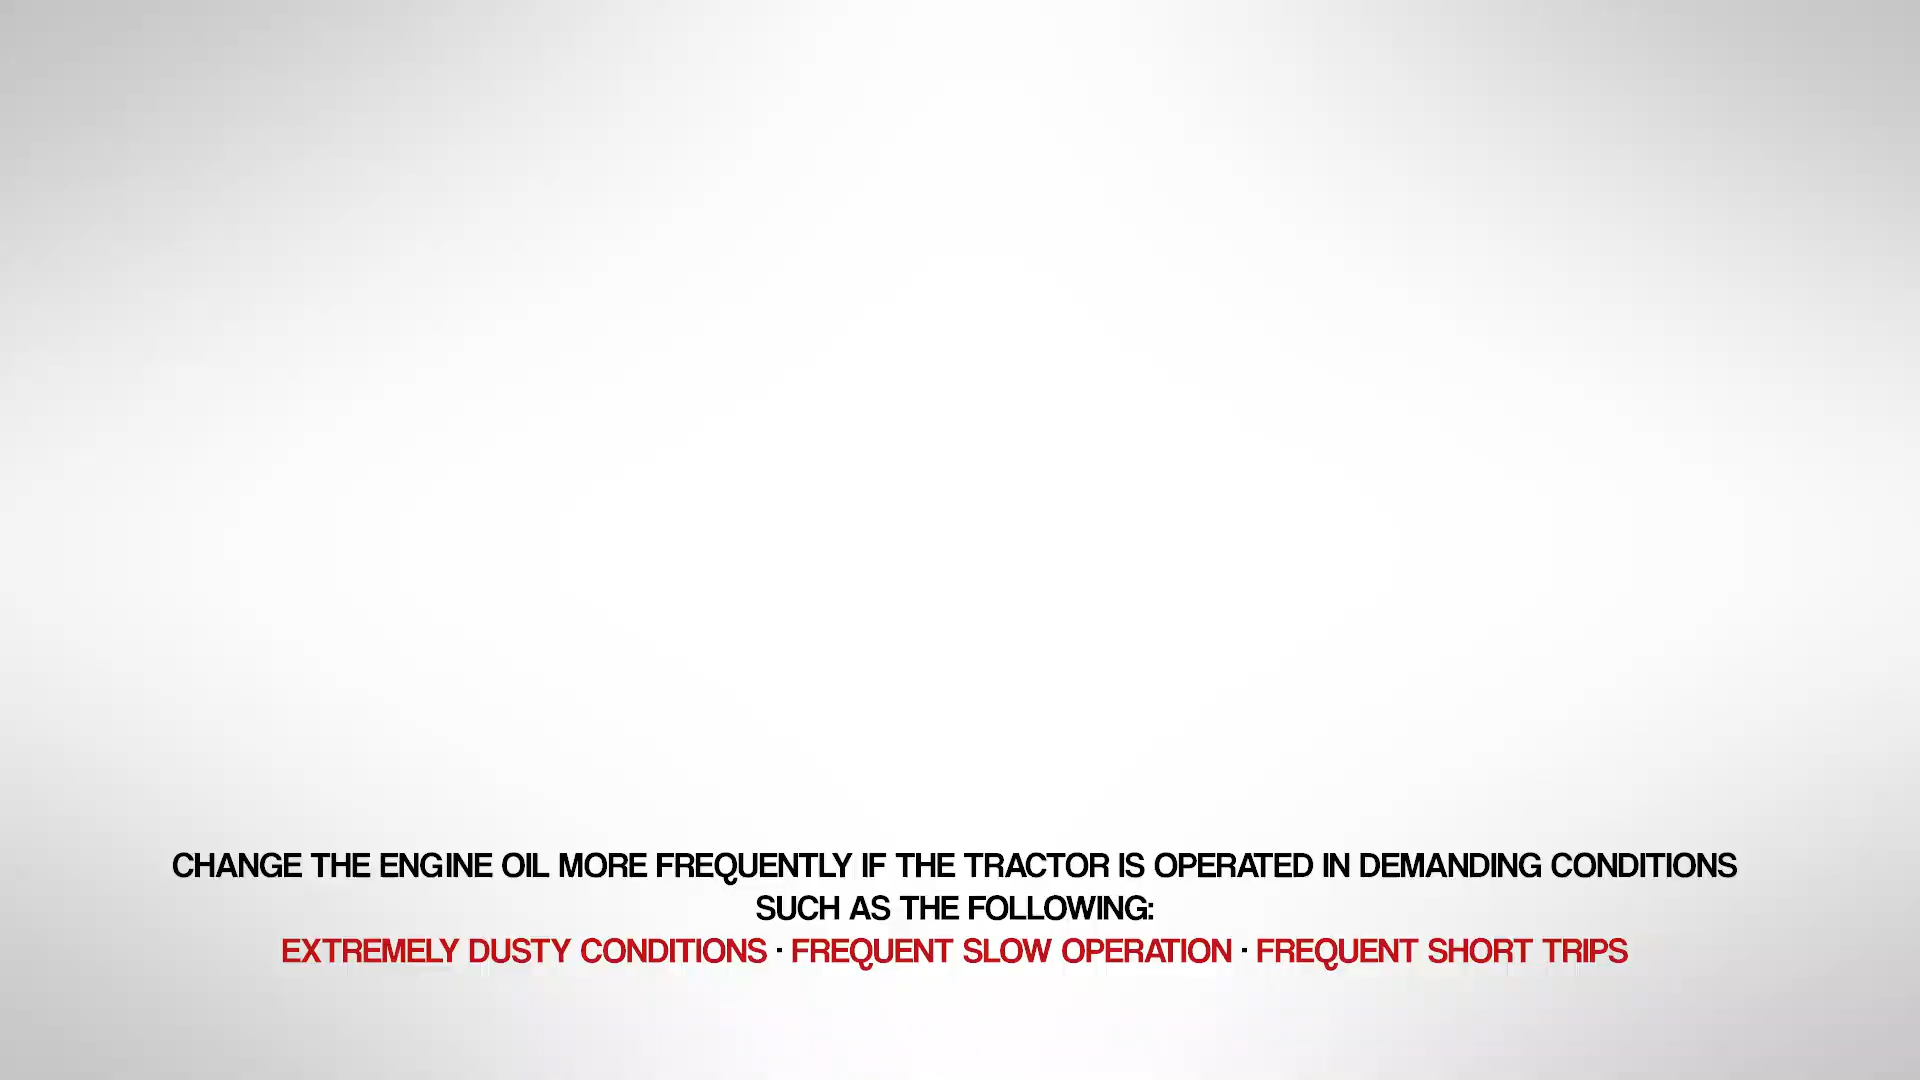 CHANGE THE ENGINE OIL MORE FREQUENTLY IF THE TRACTOR IS OPERATED IN DEMANDING CONDITIONS
SUCH AS THE FOLLOWING:
EXTREMELY DUSTY CONDITIONS · FREQUENT SLOW OPERATION · FREQUENT SHORT TRIPS